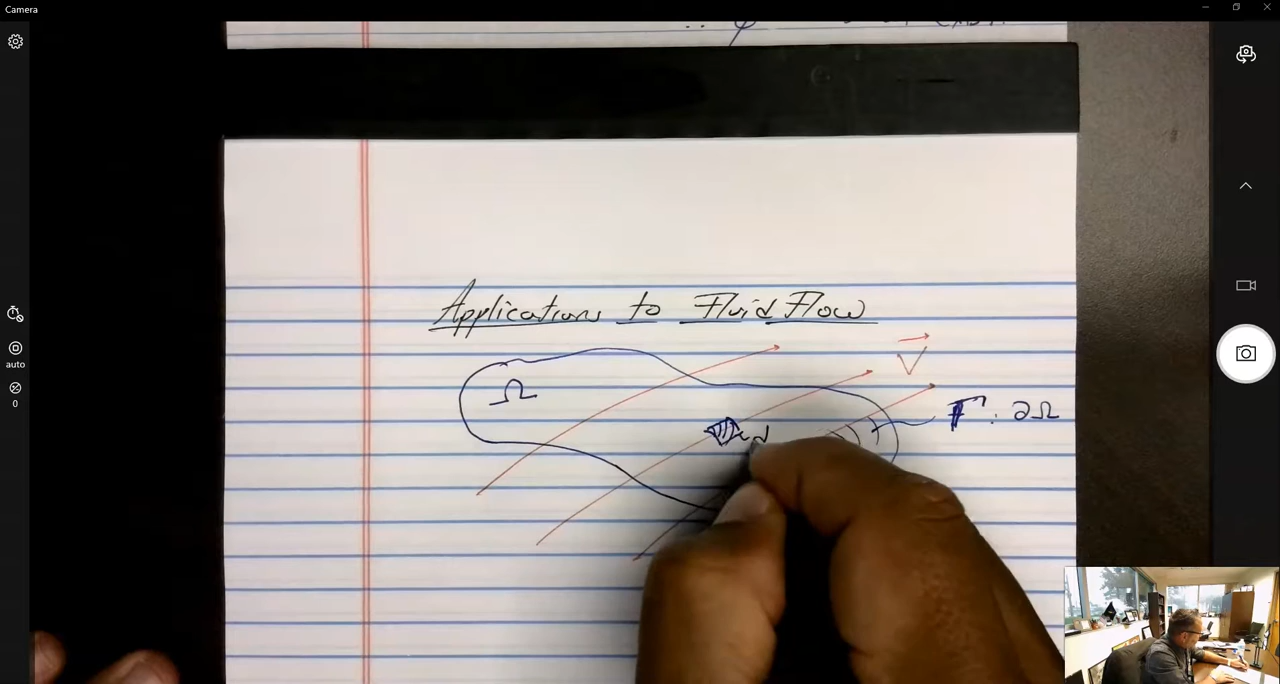 Camera
Applications to Fluid Flow
V
Ω
Γ: ∂Ω
d
auto
0